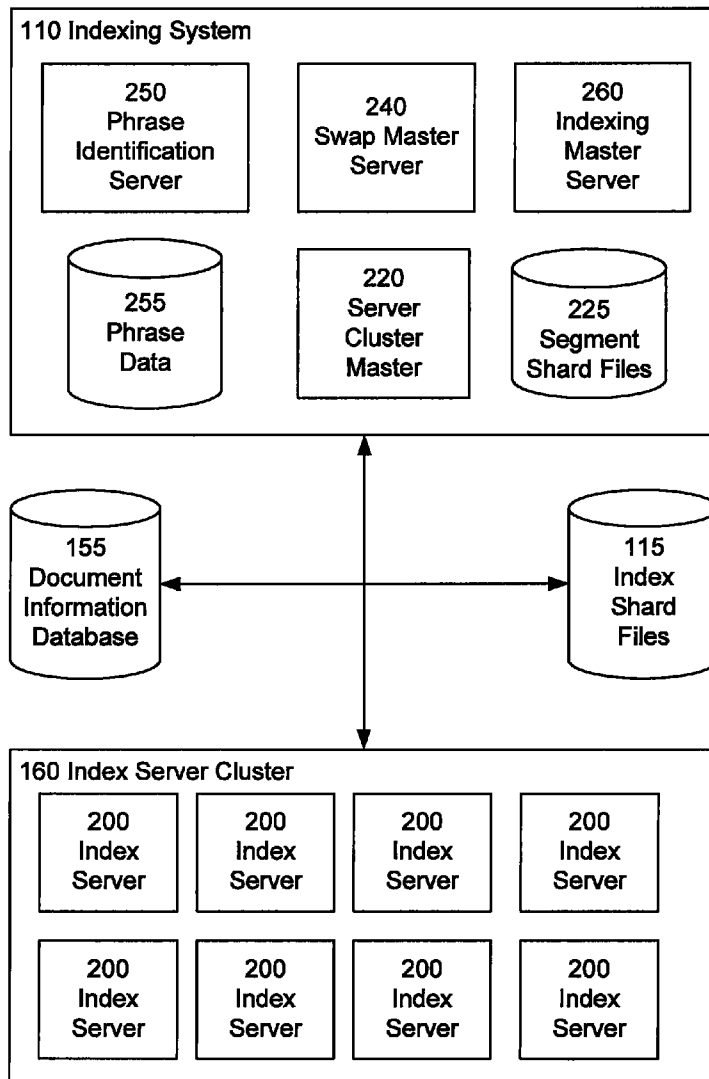 110 Indexing System
250
Phrase
Identification
Server
240
Swap Master
Server
260
Indexing
Master
Server
255
Phrase
Data
220
Server
Cluster
Master
225
Segment
Shard Files
155
Document
Information
Database
115
Index
Shard
Files
160 Index Server Cluster
200
Index
Server
200
Index
Server
200
Index
Server
200
Index
Server
200
Index
Server
200
Index
Server
200
Index
Server
200
Index
Server